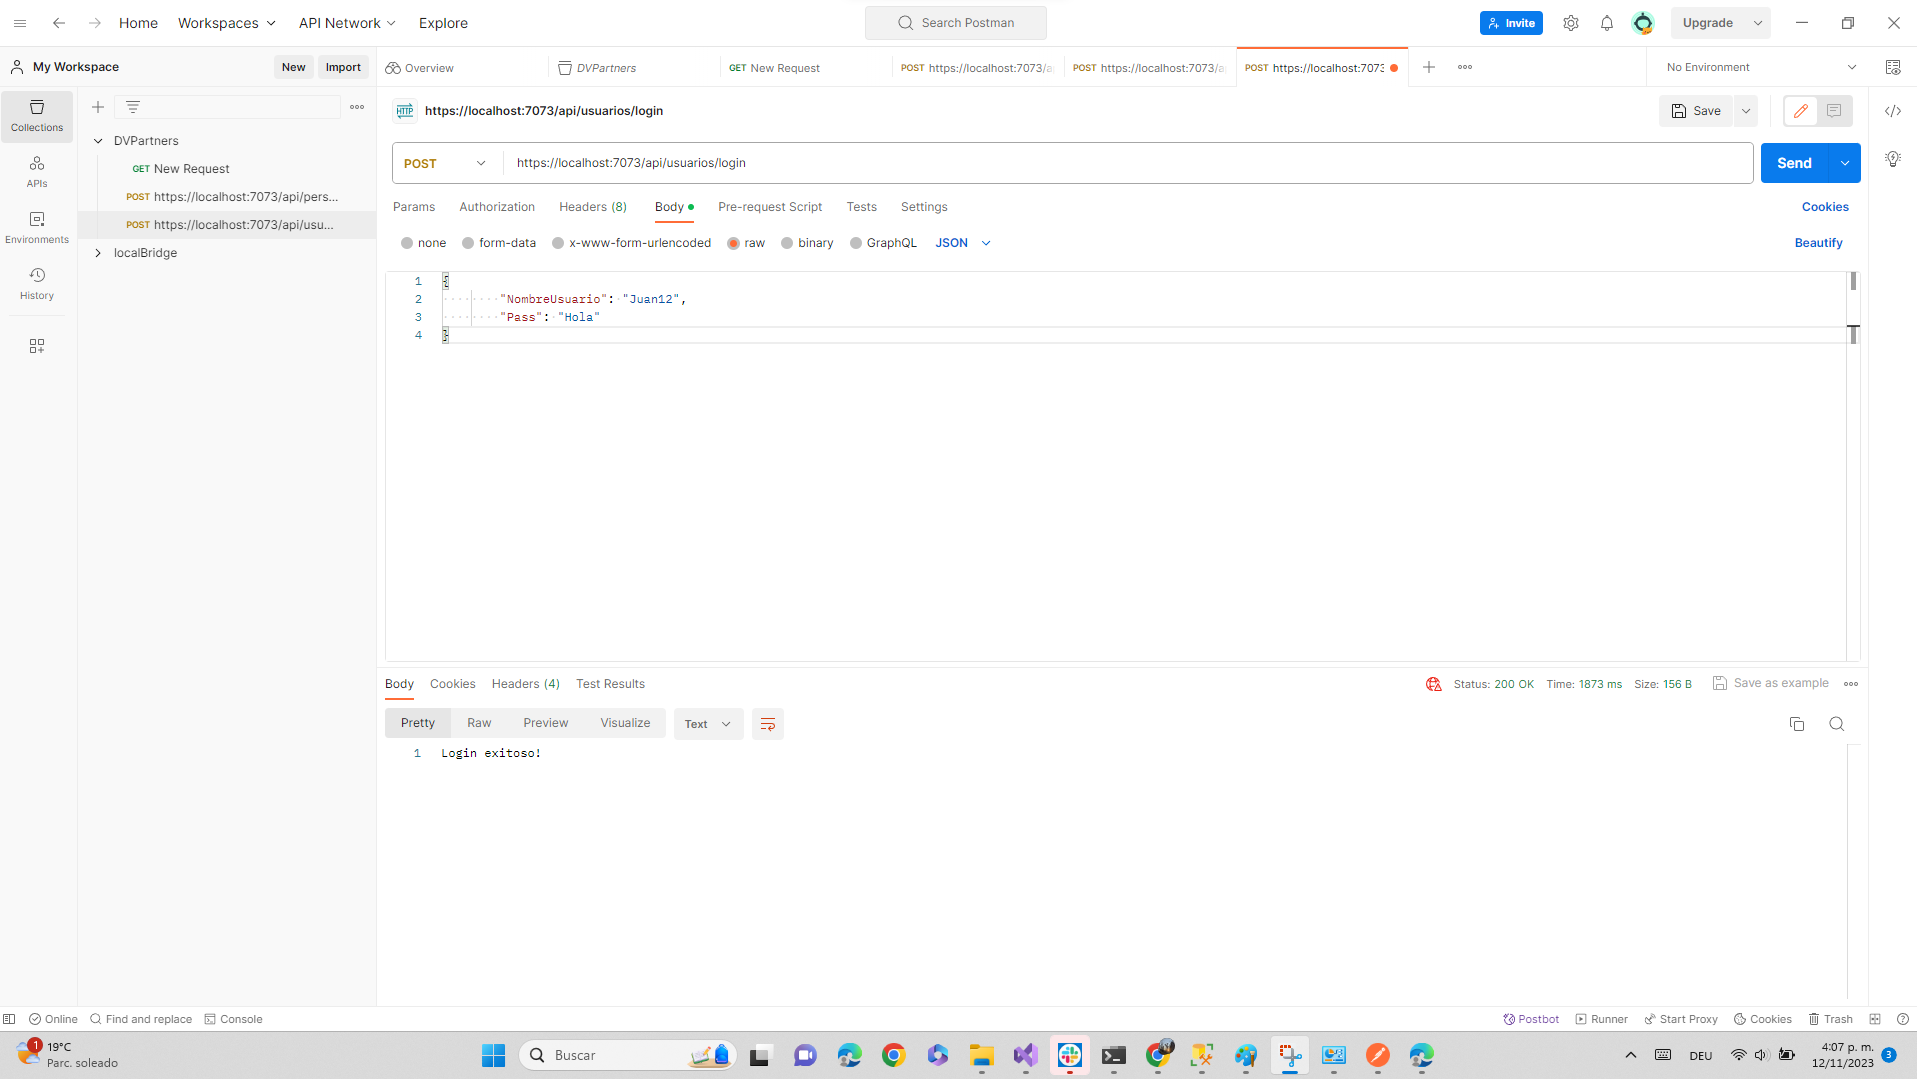 Home Workspaces API Network Explore Search Postman Invite Upgrade
My Workspace New Import Overview DVPartners GET New Request POST https://localhost:7073/a POST https://localhost:7073/a POST https://localhost:7073 No Environment
Collections
APIs
Environments
History
DVPartners
GET New Request
POST https://localhost:7073/api/pers...
POST https://localhost:7073/api/usu...
localBridge
HTTP https://localhost:7073/api/usuarios/login Save
POST https://localhost:7073/api/usuarios/login Send
Params Authorization Headers (8) Body Pre-request Script Tests Settings Cookies
none form-data x-www-form-urlencoded raw binary GraphQL JSON Beautify
1 {
2 "NombreUsuario": "Juan12",
3 "Pass": "Hola"
4 }
Body Cookies Headers (4) Test Results Status: 200 OK Time: 1873 ms Size: 156 B Save as example
Pretty Raw Preview Visualize Text
1 Login exitoso!
Online Find and replace Console Postbot Runner Start Proxy Cookies Trash
1 19°C
Parc. soleado
Buscar
DEU
4:07 p. m.
12/11/2023
3